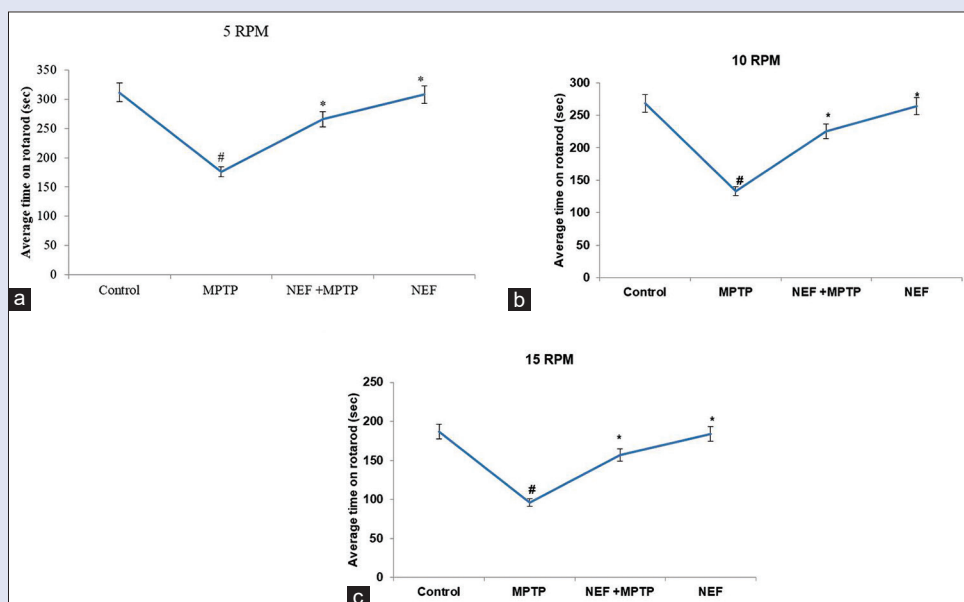 5 RPM
Average time on rotarod (sec)
350
300
250
200
150
100
50
0
#
*
*
Control MPTP NEF +MPTP NEF
a
10 RPM
Average time on rotarod (sec)
300
250
200
150
100
50
0
#
*
*
Control MPTP NEF +MPTP NEF
b
15 RPM
Average time on rotarod (sec)
250
200
150
100
50
0
#
*
*
Control MPTP NEF +MPTP NEF
c